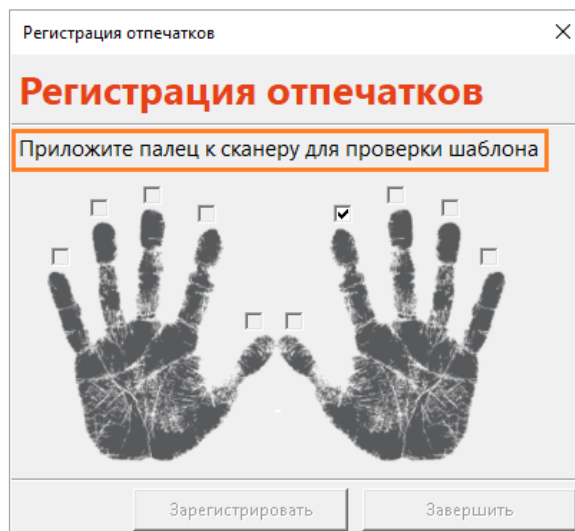 Регистрация отпечатков
Регистрация отпечатков
Приложите палец к сканеру для проверки шаблона
Зарегистрировать
Завершить